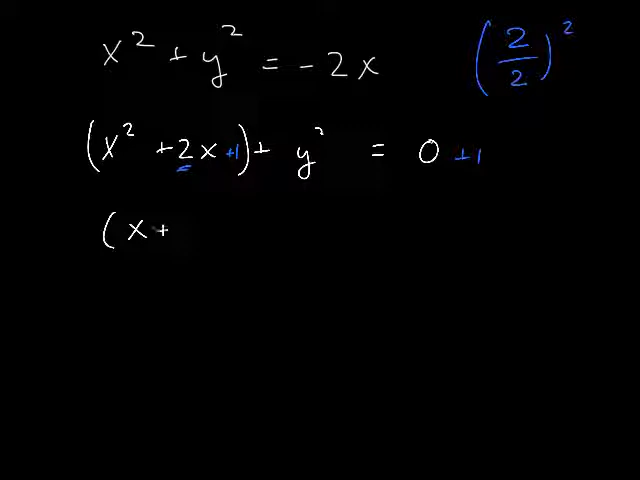 x² + y² = - 2x (2/2)²
(x² + 2x +1) + y² = 0 +1
(x +